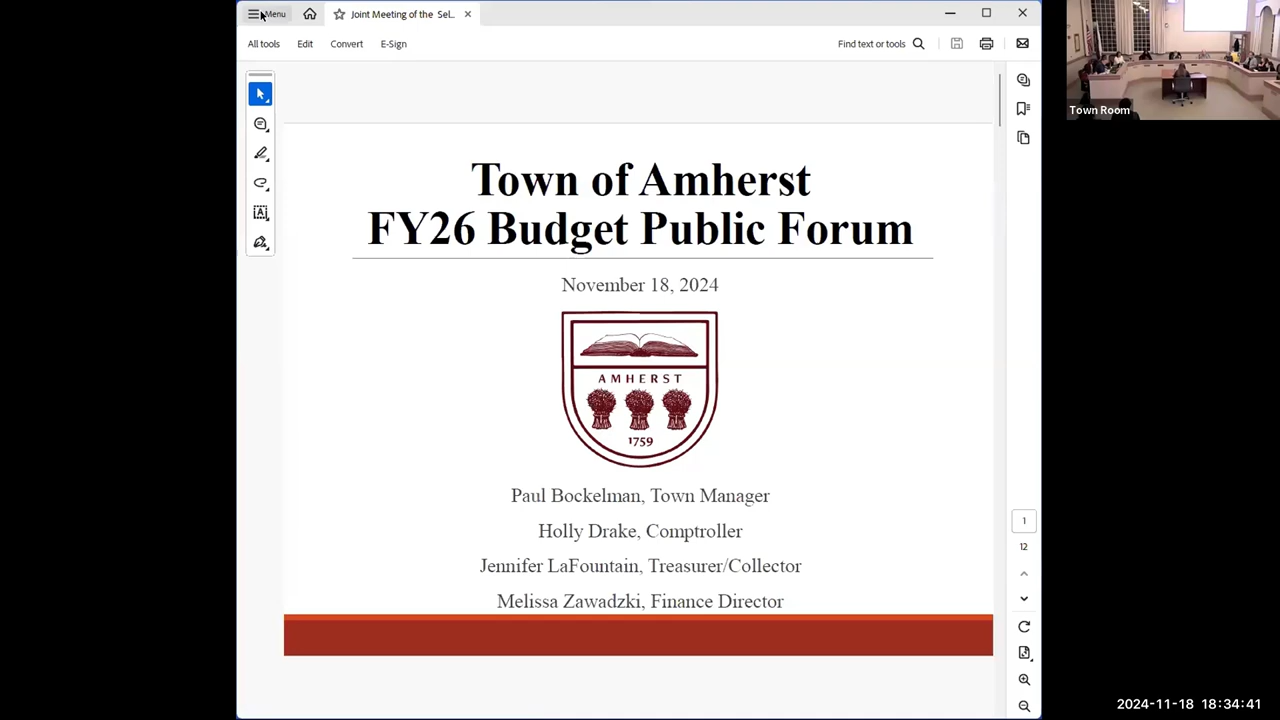 Menu
Joint Meeting of the Sel...
All tools
Edit
Convert
E-Sign
Find text or tools
Town Room
Town of Amherst
FY26 Budget Public Forum
November 18, 2024
AMHERST
1759
Paul Bockelman, Town Manager
Holly Drake, Comptroller
Jennifer LaFountain, Treasurer/Collector
Melissa Zawadzki, Finance Director
1
12
2024-11-18 18:34:41